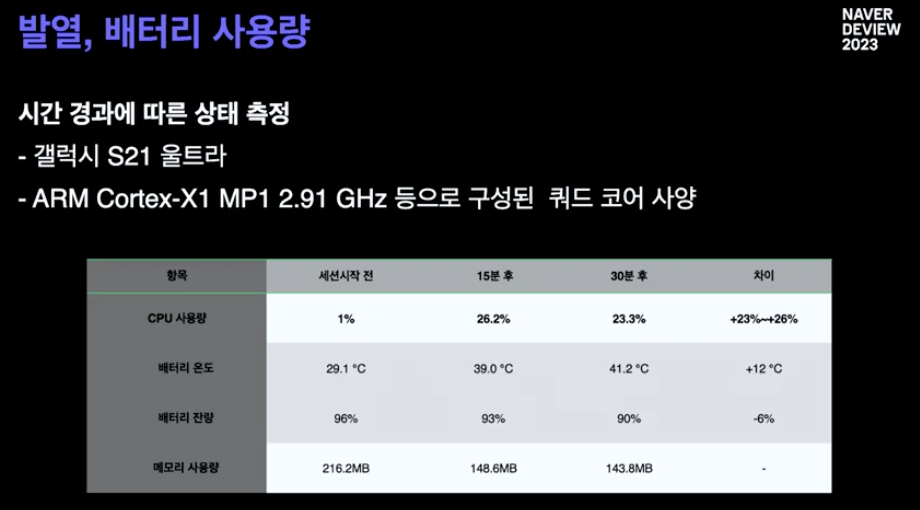 발열, 배터리 사용량
NAVER
DEVIEW
2023
시간 경과에 따른 상태 측정
- 갤럭시 S21 울트라
- ARM Cortex-X1 MP1 2.91 GHz 등으로 구성된 쿼드 코어 사양
항목 세션시작 전 15분 후 30분 후 차이
CPU 사용량 1% 26.2% 23.3% +23%~+26%
배터리 온도 29.1 °C 39.0 °C 41.2 °C +12 °C
배터리 잔량 96% 93% 90% -6%
메모리 사용량 216.2MB 148.6MB 143.8MB -